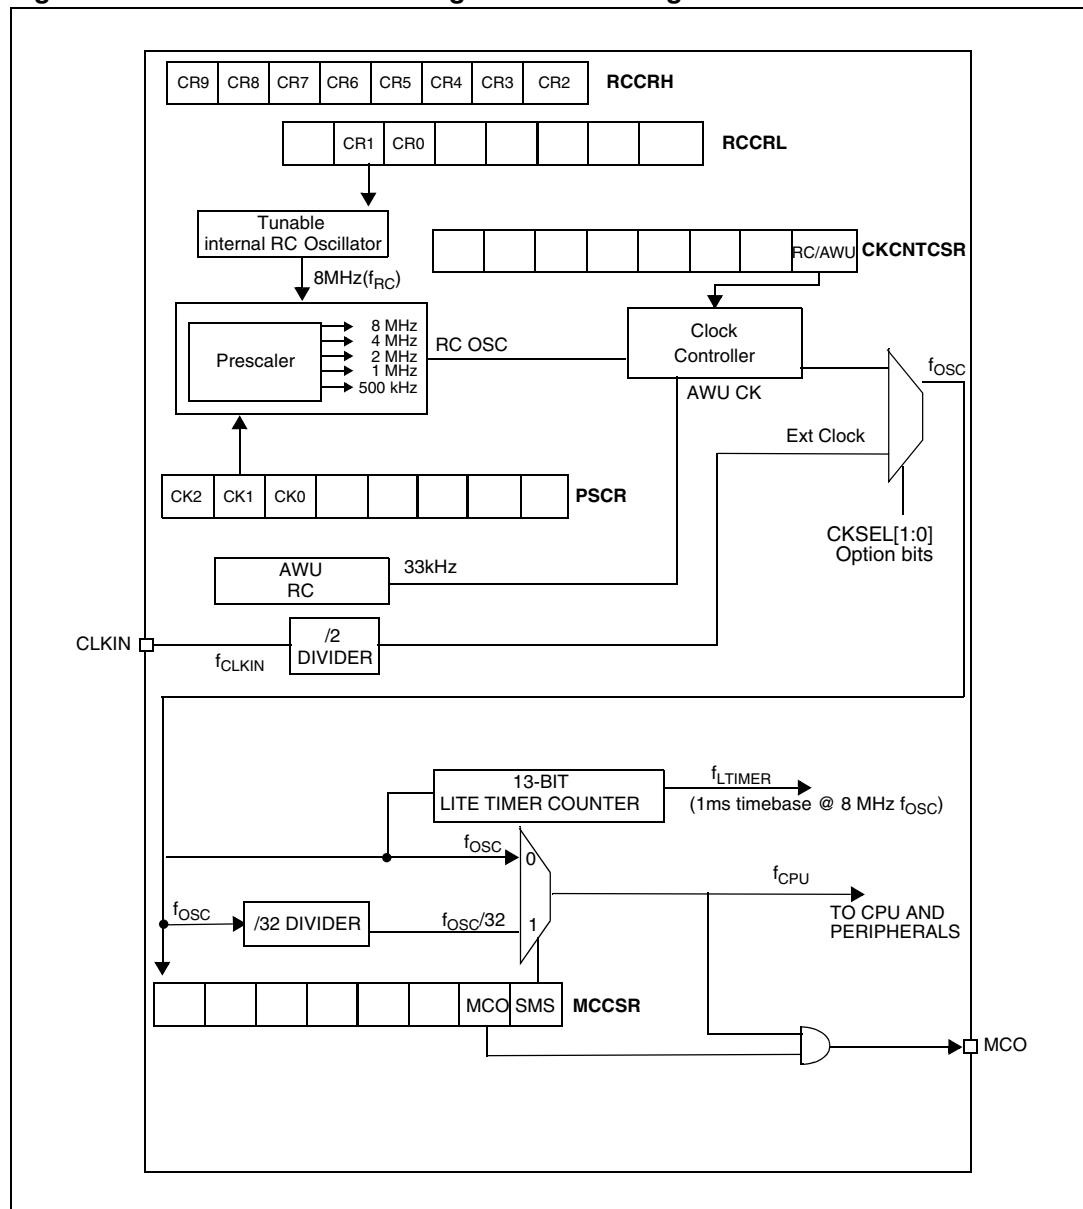 CR9 CR8 CR7 CR6 CR5 CR4 CR3 CR2 RCCRH
CR1 CR0 RCCRL
Tunable
internal RC Oscillator
RC/AWU CKCNTCSR
8MHz(fRC)
8 MHz
4 MHz
2 MHz
1 MHz
500 kHz
Prescaler
RC OSC
Clock
Controller
fOSC
AWU CK
Ext Clock
CK2 CK1 CK0 PSCR
CKSEL[1:0]
Option bits
AWU
RC
33kHz
CLKIN
fCLKIN
/2
DIVIDER
13-BIT
LITE TIMER COUNTER
fLTIMER
(1ms timebase @ 8 MHz fOSC)
fOSC
0
fCPU
TO CPU AND
PERIPHERALS
fOSC
/32 DIVIDER
fOSC/32
1
MCO SMS MCCSR
MCO